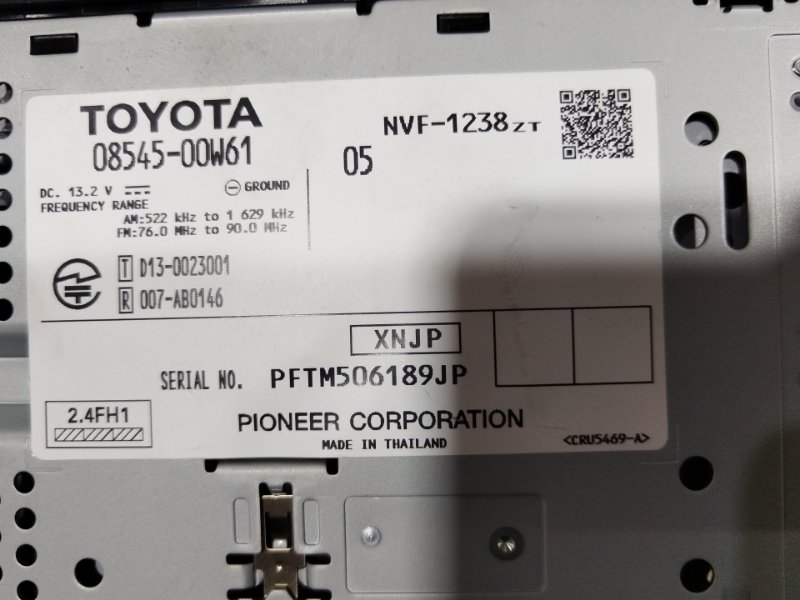 TOYOTA
08545-00W61
NVF-1238ZT
05
DC. 13.2 V
GROUND
FREQUENCY RANGE
AM:522 kHz to 1 629 kHz
FM:76.0 MHz to 90.0 MHz
T D13-0023001
R 007-AB0146
XNJP
SERIAL NO. PFTM506189JP
2.4FH1
PIONEER CORPORATION
MADE IN THAILAND
<CRU5469-A>